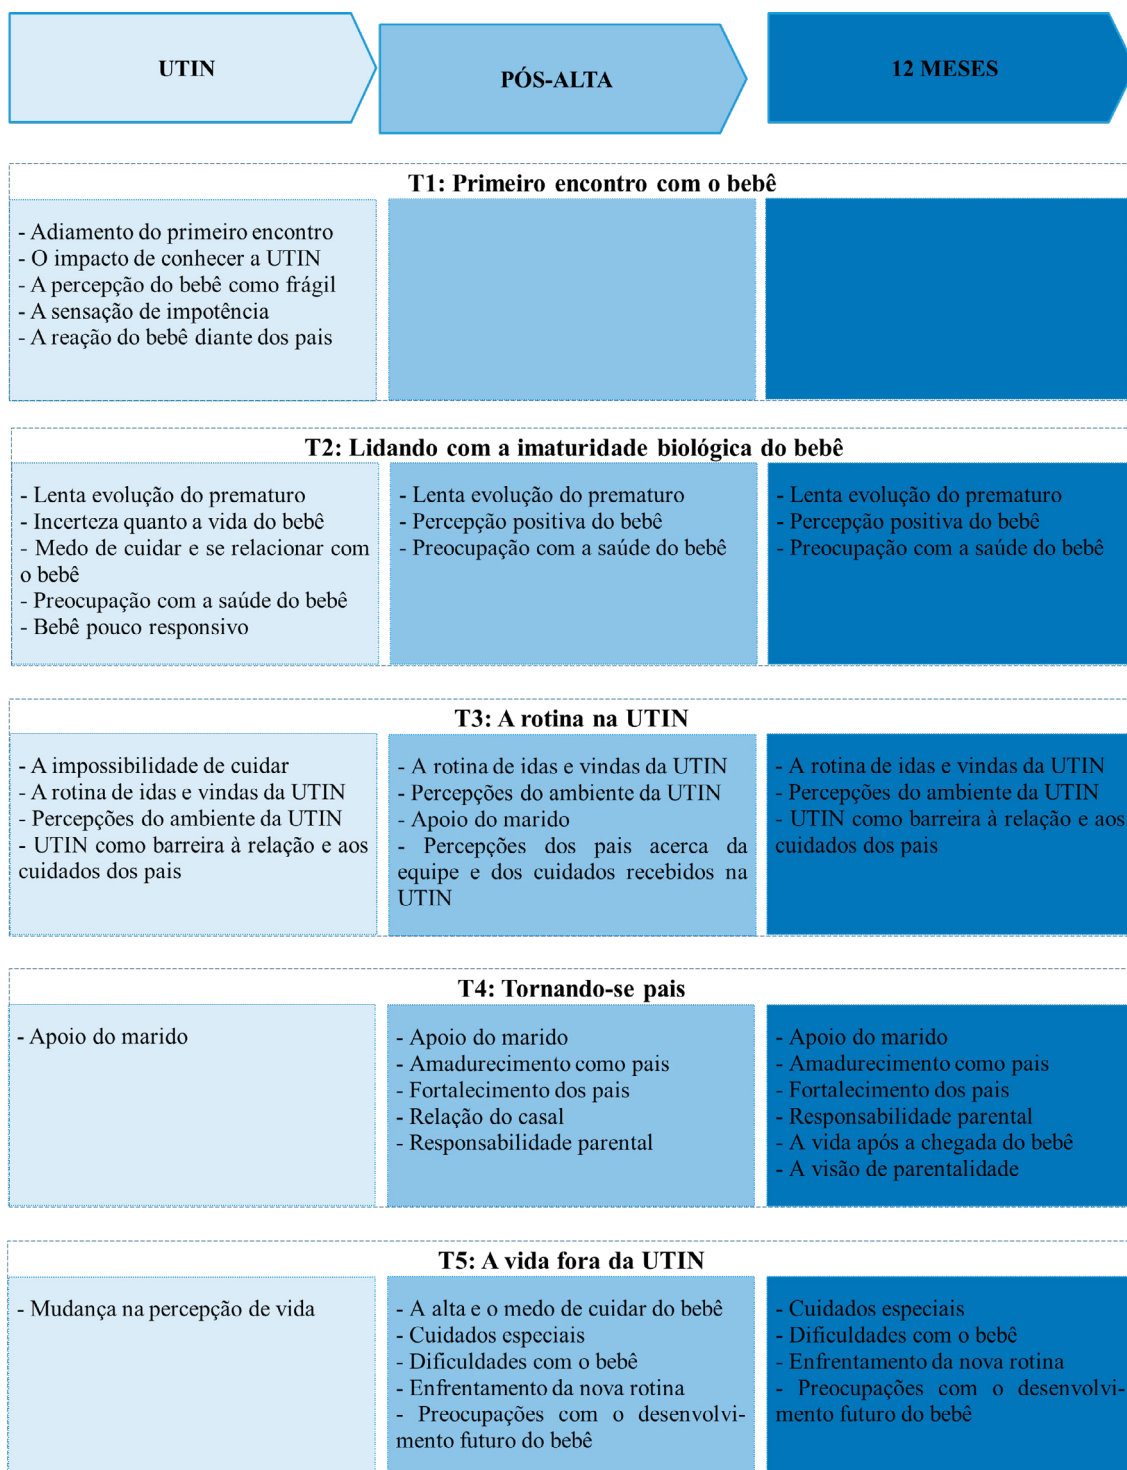 UTIN
PÓS-ALTA
12 MESES
T1: Primeiro encontro com o bebê
- Adiamento do primeiro encontro
- O impacto de conhecer a UTIN
- A percepção do bebê como frágil
- A sensação de impotência
- A reação do bebê diante dos pais
T2: Lidando com a imaturidade biológica do bebê
- Lenta evolução do prematuro
- Incerteza quanto a vida do bebê
- Medo de cuidar e se relacionar com
o bebê
- Preocupação com a saúde do bebê
- Bebê pouco responsivo
- Lenta evolução do prematuro
- Percepção positiva do bebê
- Preocupação com a saúde do bebê
- Lenta evolução do prematuro
- Percepção positiva do bebê
- Preocupação com a saúde do bebê
T3: A rotina na UTIN
- A impossibilidade de cuidar
- A rotina de idas e vindas da UTIN
- Percepções do ambiente da UTIN
- UTIN como barreira à relação e aos
cuidados dos pais
- A rotina de idas e vindas da UTIN
- Percepções do ambiente da UTIN
- Apoio do marido
- Percepções dos pais acerca da
equipe e dos cuidados recebidos na
UTIN
- A rotina de idas e vindas da UTIN
- Percepções do ambiente da UTIN
- UTIN como barreira à relação e aos
cuidados dos pais
T4: Tornando-se pais
- Apoio do marido
- Apoio do marido
- Amadurecimento como pais
- Fortalecimento dos pais
- Relação do casal
- Responsabilidade parental
- Apoio do marido
- Amadurecimento como pais
- Fortalecimento dos pais
- Responsabilidade parental
- A vida após a chegada do bebê
- A visão de parentalidade
T5: A vida fora da UTIN
- Mudança na percepção de vida
- A alta e o medo de cuidar do bebê
- Cuidados especiais
- Dificuldades com o bebê
- Enfrentamento da nova rotina
- Preocupações com o desenvolvi-
mento futuro do bebê
- Cuidados especiais
- Dificuldades com o bebê
- Enfrentamento da nova rotina
- Preocupações com o desenvolvi-
mento futuro do bebê